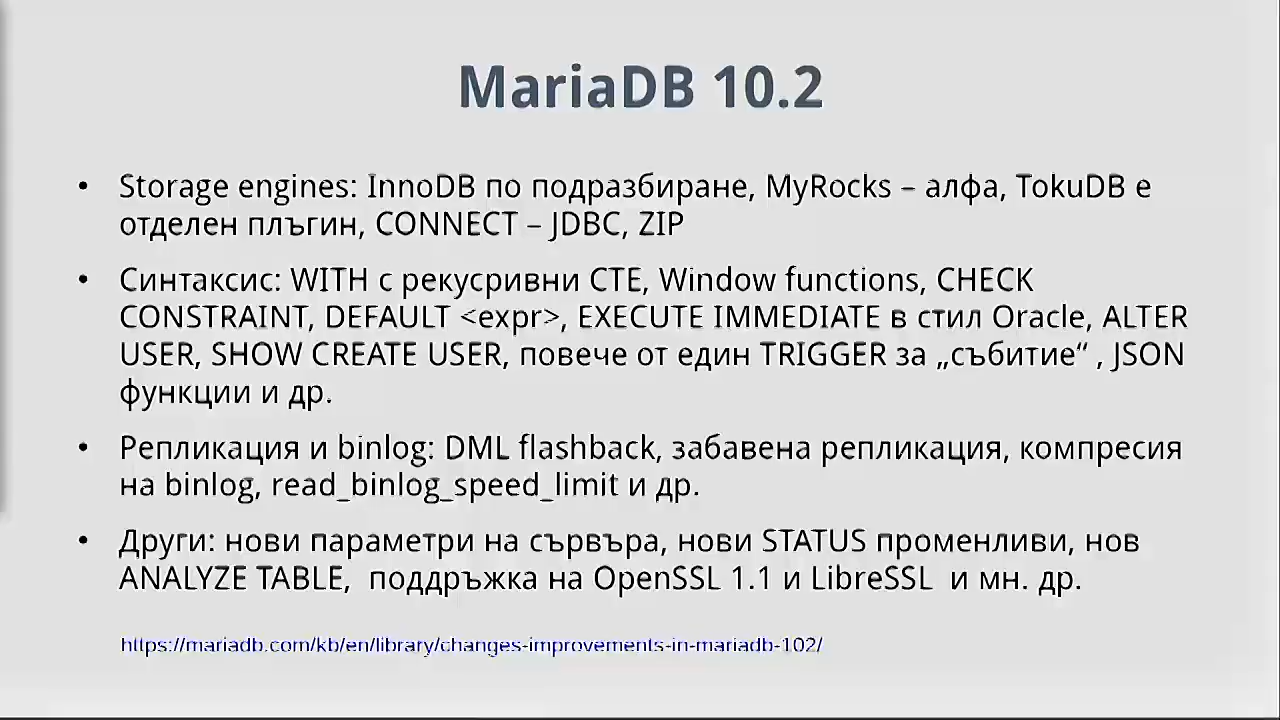 MariaDB 10.2
• Storage engines: InnoDB по подразбиране, MyRocks – алфа, TokuDB е
отделен плъгин, CONNECT – JDBC, ZIP
• Синтаксис: WITH с рекусривни CTE, Window functions, CHECK
CONSTRAINT, DEFAULT <expr>, EXECUTE IMMEDIATE в стил Oracle, ALTER
USER, SHOW CREATE USER, повече от един TRIGGER за „събитие“ , JSON
функции и др.
• Репликация и binlog: DML flashback, забавена репликация, компресия
на binlog, read_binlog_speed_limit и др.
• Други: нови параметри на сървъра, нови STATUS променливи, нов
ANALYZE TABLE,  поддръжка на OpenSSL 1.1 и LibreSSL  и мн. др.
https://mariadb.com/kb/en/library/changes-improvements-in-mariadb-102/